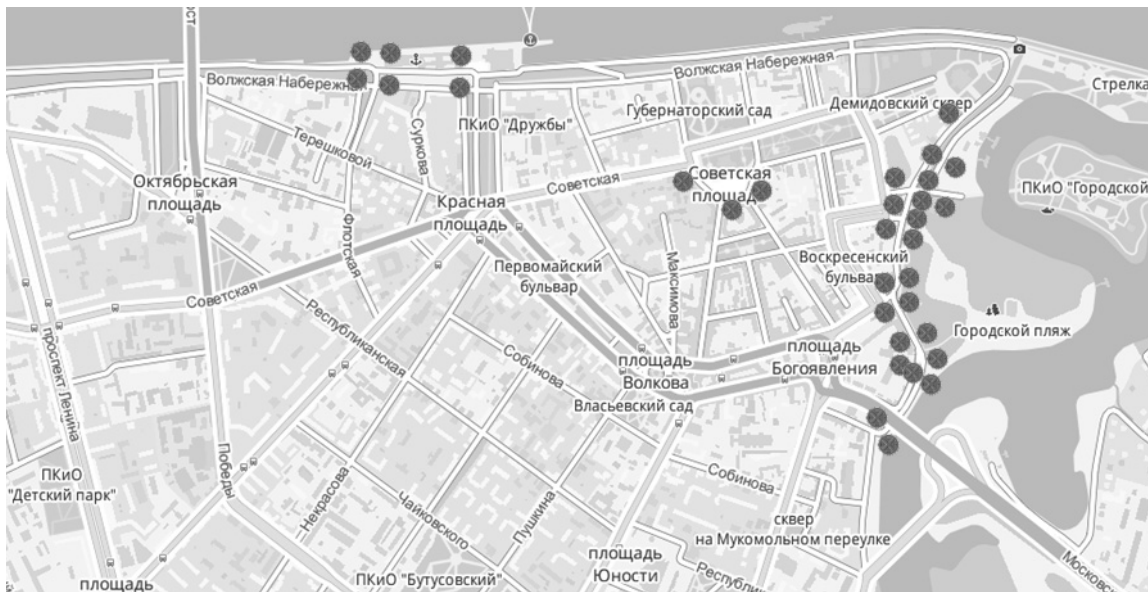 ост
Волжская Набережная
Волжская Набережная
Стрелка
Губернаторский сад
Демидовский сквер
ПКиО "Дружбы"
Суркова
Терешковой
Октябрьская
площадь
Красная
площадь
Советская
Советская
площадь
ПКиО "Городской
Флотская
Первомайский
бульвар
Максимова
Воскресенский
бульвар
Советская
Республиканская
Городской пляж
проспект Ленина
Собинова
площадь
Волкова
площадь
Богоявления
Власьевский сад
Победы
ПКиО
"Детский парк"
Некрасова
Чайковского
Пушкина
Собинова
сквер
на Мукомольном переулке
площадь
ПКиО "Бутусовский"
площадь
Юности
Республ
Московс